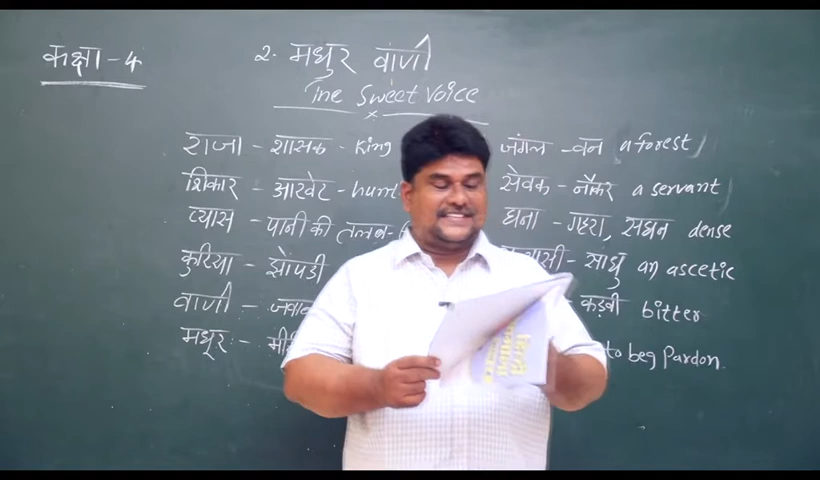 कक्षा - 4
2. मधुर वाणी
The Sweet Voice
राजा - शासक - King
शिकार - आखेट - hunt
प्यास - पानी की तलब -
कुटिया - झोपड़ी
वाणी -
मधूर -
जंगल - वन a forest
सेवक - नौकर a servant
घना - गहरा, सघन dense
साधु an ascetic
कड़वी bitter
to beg Pardon.
हिन्दी